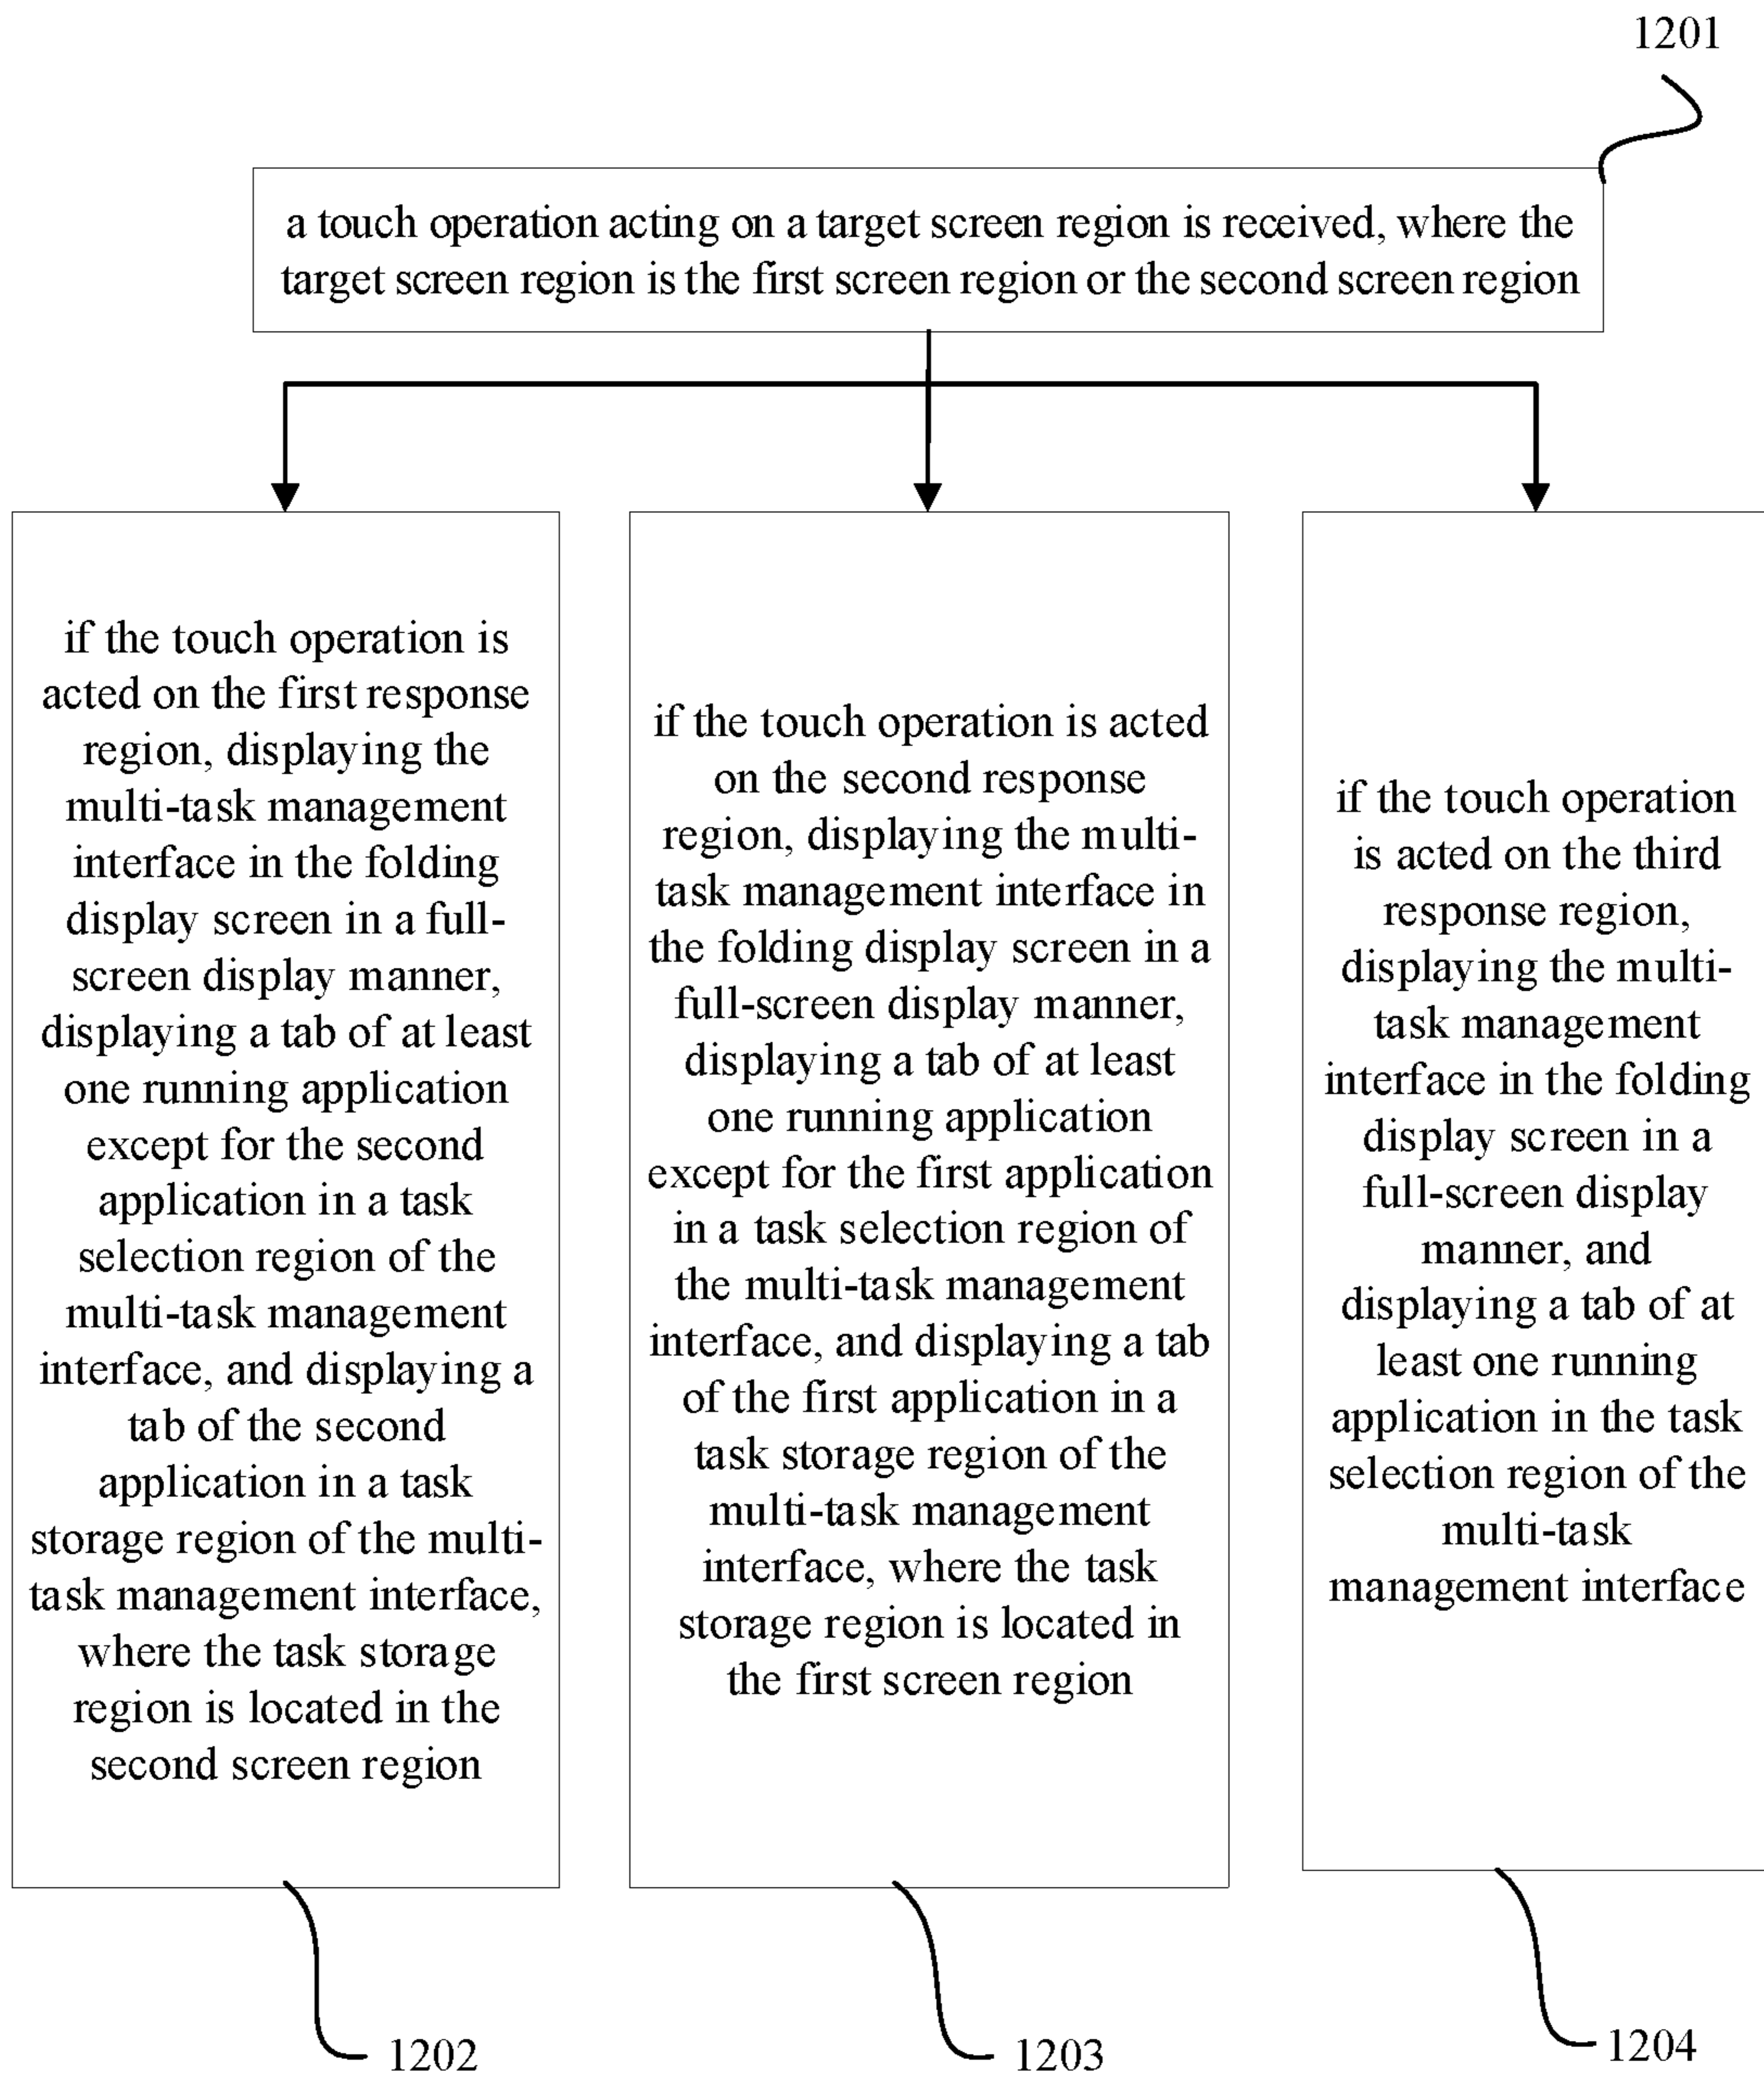 1201
a touch operation acting on a target screen region is received, where the
target screen region is the first screen region or the second screen region
if the touch operation is
acted on the first response
region, displaying the
multi-task management
interface in the folding
display screen in a full-
screen display manner,
displaying a tab of at least
one running application
except for the second
application in a task
selection region of the
multi-task management
interface, and displaying a
tab of the second
application in a task
storage region of the multi-
task management interface,
where the task storage
region is located in the
second screen region
if the touch operation is acted
on the second response
region, displaying the multi-
task management interface in
the folding display screen in a
full-screen display manner,
displaying a tab of at least
one running application
except for the first application
in a task selection region of
the multi-task management
interface, and displaying a tab
of the first application in a
task storage region of the
multi-task management
interface, where the task
storage region is located in
the first screen region
if the touch operation
is acted on the third
response region,
displaying the multi-
task management
interface in the folding
display screen in a
full-screen display
manner, and
displaying a tab of at
least one running
application in the task
selection region of the
multi-task
management interface
1202
1203
1204